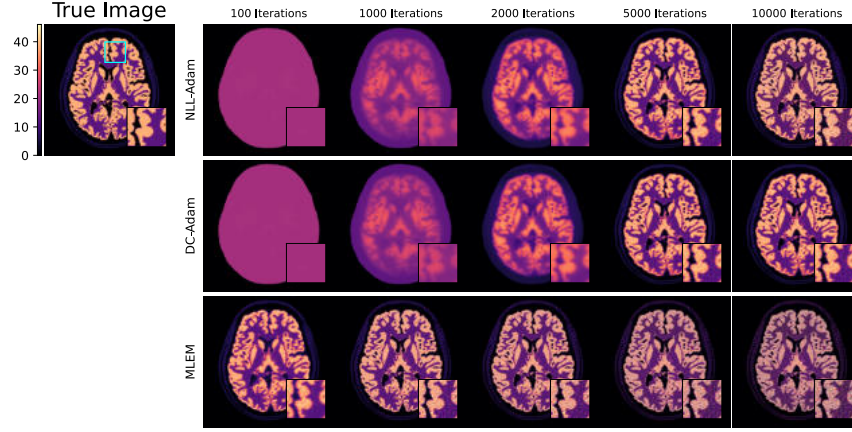 True Image
100 Iterations
1000 Iterations
2000 Iterations
5000 Iterations
10000 Iterations
40
30
20
10
0
NLL-Adam
DC-Adam
MLEM